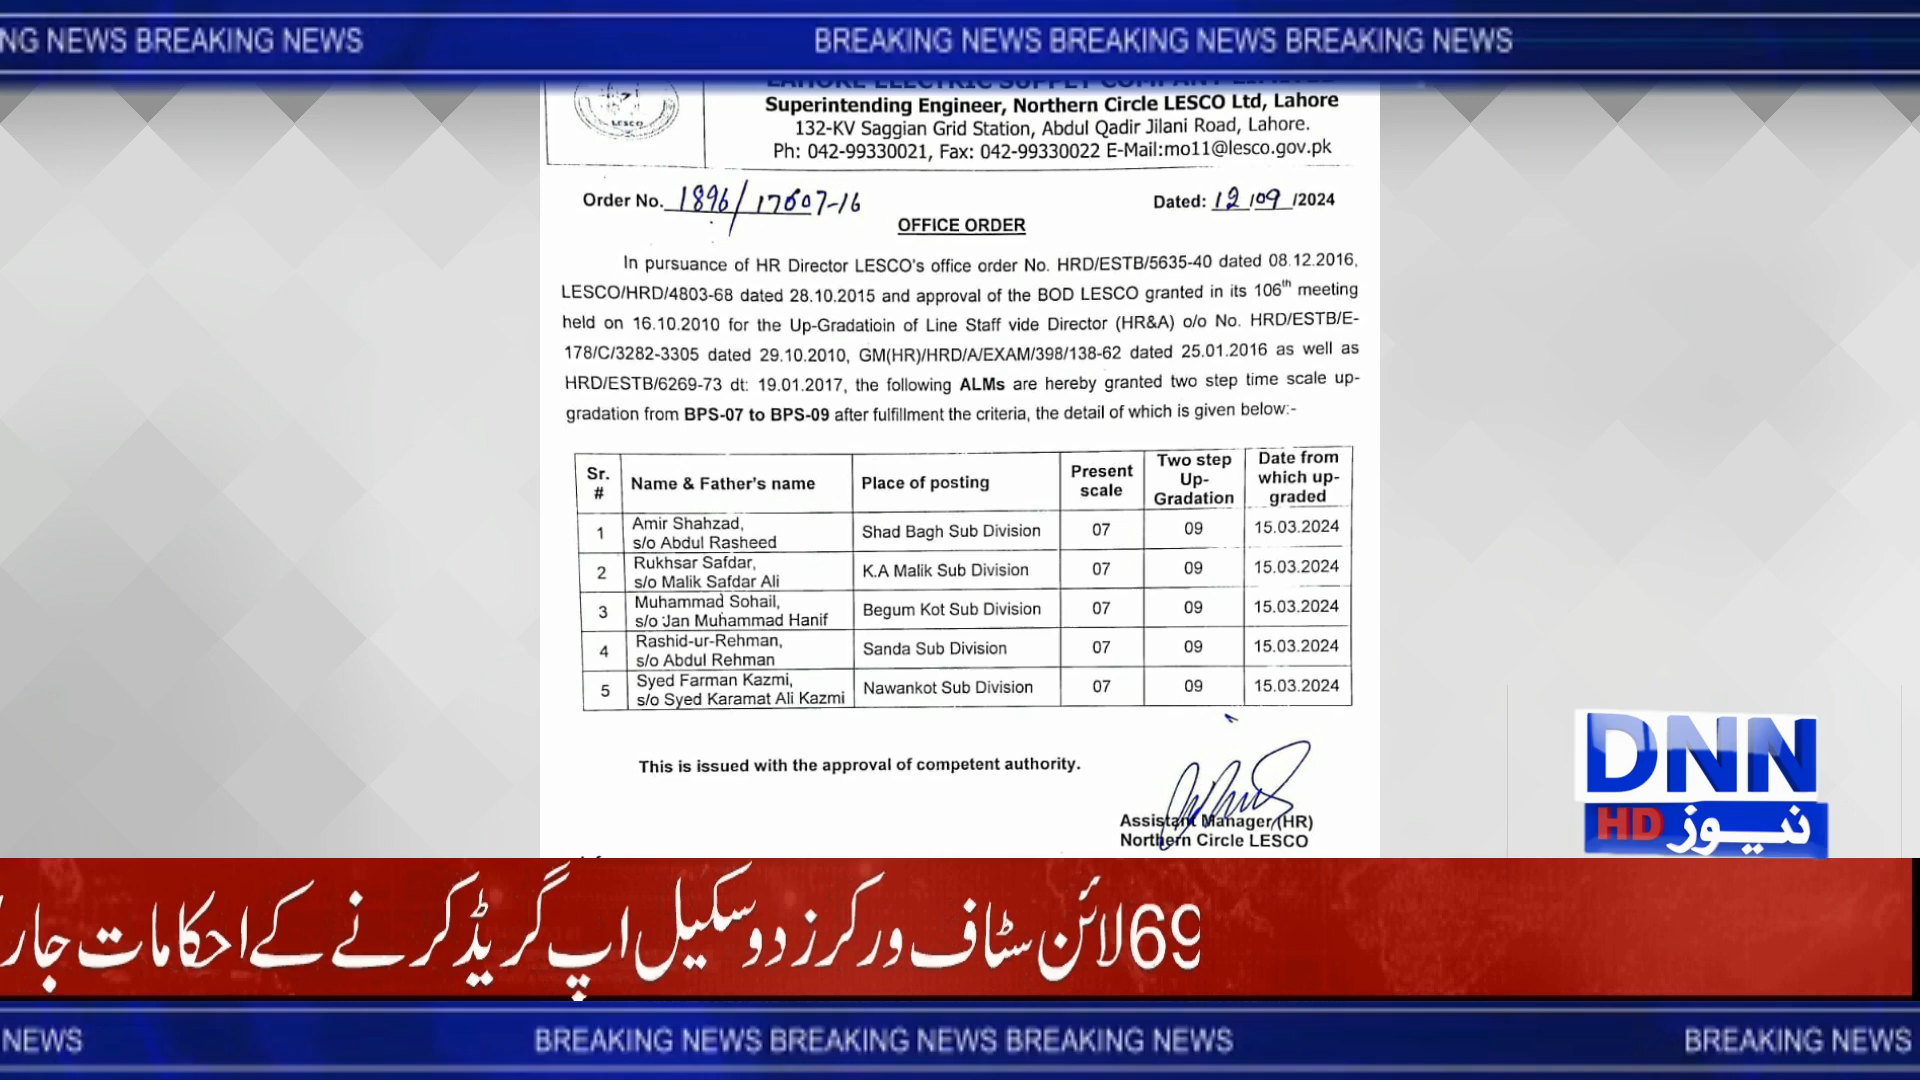 NG NEWS BREAKING NEWS BREAKING NEWS BREAKING NEWS BREAKING NEWS
LAHORE ELECTRIC SUPPLY COMPANY LIMITED
Superintending Engineer, Northern Circle LESCO Ltd, Lahore
132-KV Saggian Grid Station, Abdul Qadir Jilani Road, Lahore.
Ph: 042-99330021, Fax: 042-99330022 E-Mail:mo11@lesco.gov.pk
LESCO
Order No. 1896/17607-16 Dated: 12/09/2024
OFFICE ORDER
In pursuance of HR Director LESCO's office order No. HRD/ESTB/5635-40 dated 08.12.2016,
LESCO/HRD/4803-68 dated 28.10.2015 and approval of the BOD LESCO granted in its 106th meeting
held on 16.10.2010 for the Up-Gradatioin of Line Staff vide Director (HR&A) o/o No. HRD/ESTB/E-
178/C/3282-3305 dated 29.10.2010, GM(HR)/HRD/A/EXAM/398/138-62 dated 25.01.2016 as well as
HRD/ESTB/6269-73 dt: 19.01.2017, the following ALMs are hereby granted two step time scale up-
gradation from BPS-07 to BPS-09 after fulfillment the criteria, the detail of which is given below:-
Sr. # Name & Father's name Place of posting Present scale Two step Up-Gradation Date from which up-graded
1 Amir Shahzad, s/o Abdul Rasheed Shad Bagh Sub Division 07 09 15.03.2024
2 Rukhsar Safdar, s/o Malik Safdar Ali K.A Malik Sub Division 07 09 15.03.2024
3 Muhammad Sohail, s/o Jan Muhammad Hanif Begum Kot Sub Division 07 09 15.03.2024
4 Rashid-ur-Rehman, s/o Abdul Rehman Sanda Sub Division 07 09 15.03.2024
5 Syed Farman Kazmi, s/o Syed Karamat Ali Kazmi Nawankot Sub Division 07 09 15.03.2024
This is issued with the approval of competent authority.
Assistant Manager (HR)
Northern Circle LESCO
DNN
HD نیوز
69لائن سٹاف ورکرز دو سکیل اپ گریڈ کرنے کے احکامات جار
NEWS BREAKING NEWS BREAKING NEWS BREAKING NEWS BREAKING NEWS